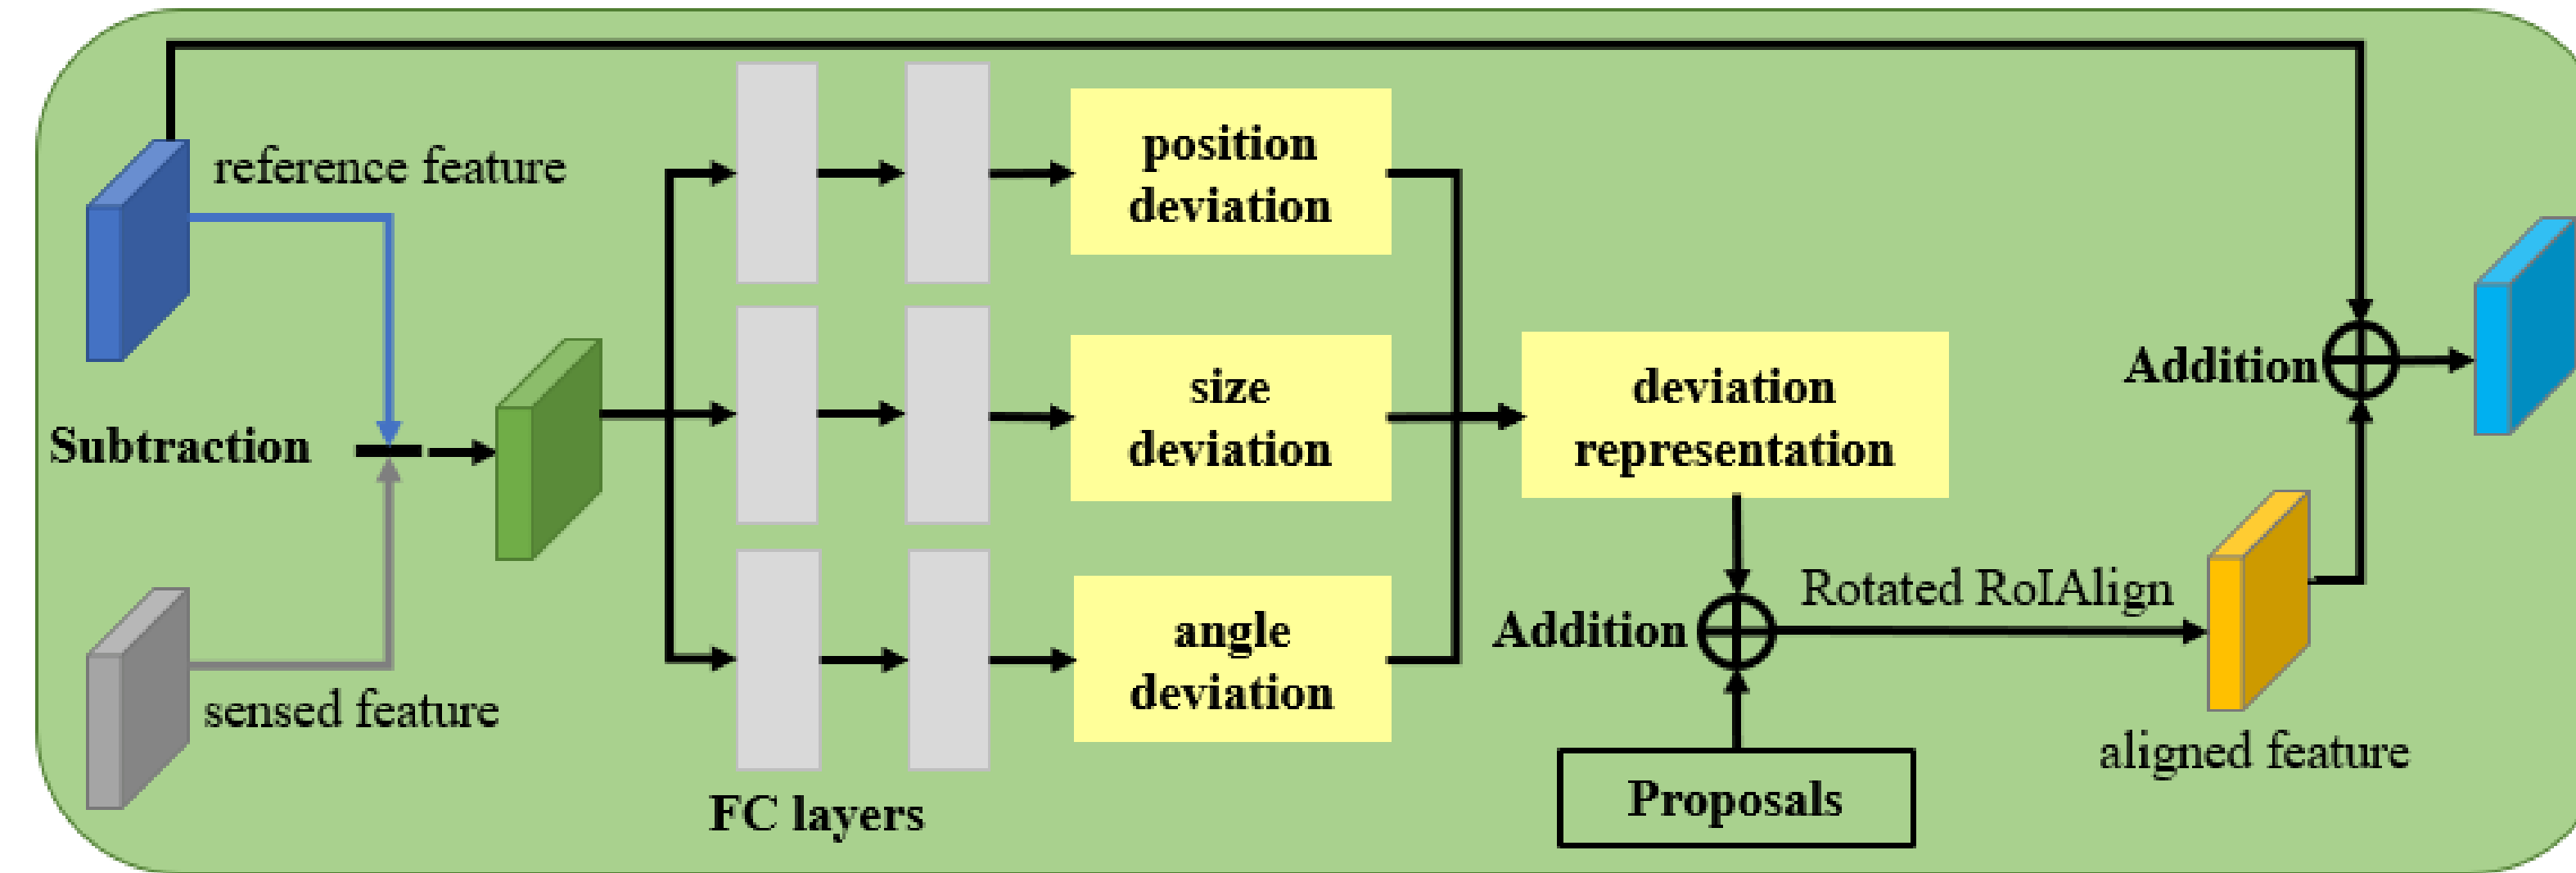 reference feature
Subtraction
sensed feature
FC layers
position
deviation
size
deviation
angle
deviation
deviation
representation
Addition
Rotated RoIAlign
Proposals
aligned feature
Addition